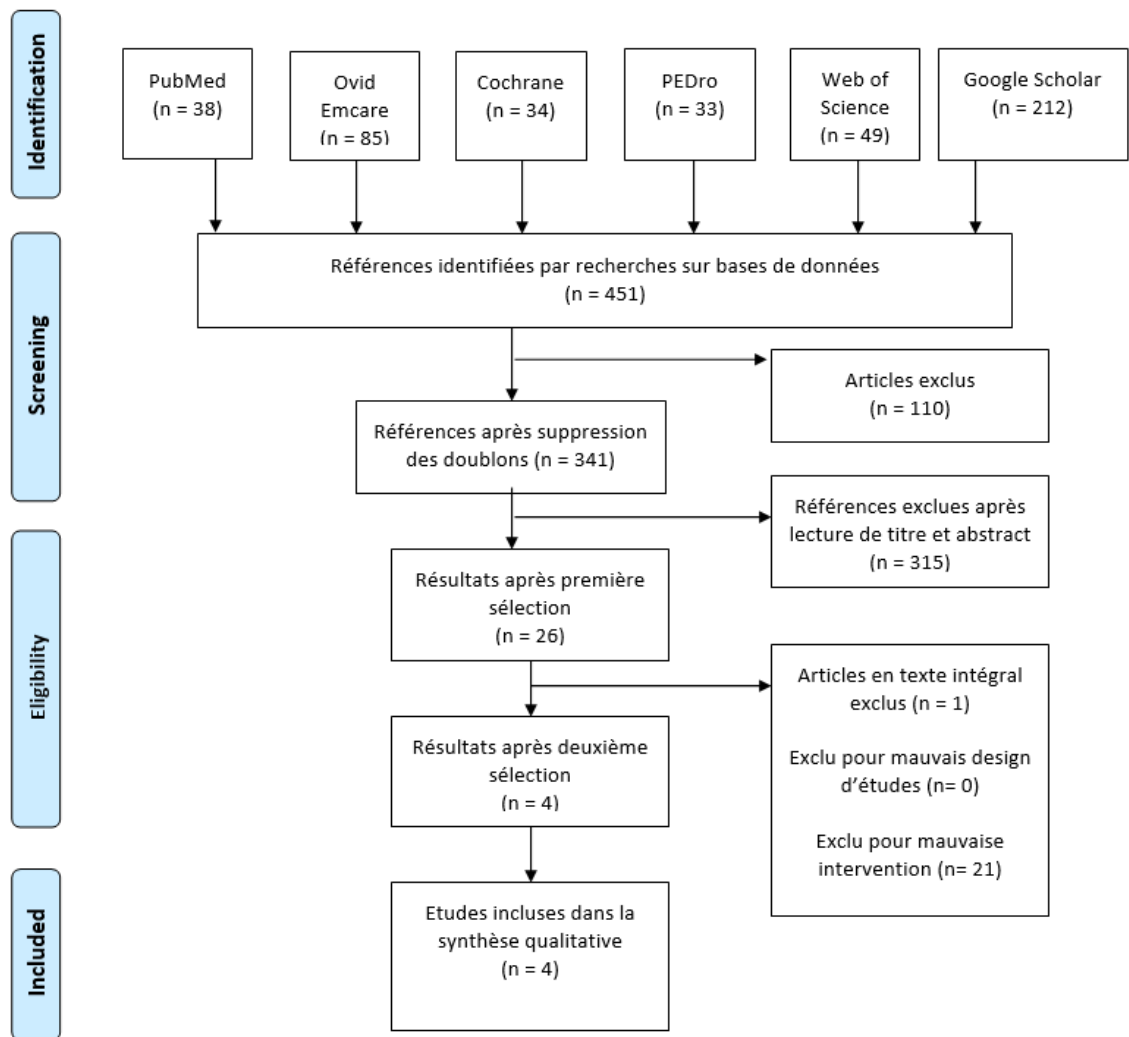 Identification
PubMed
(n = 38)
Ovid
Emcare
(n = 85)
Cochrane
(n = 34)
PEDro
(n = 33)
Web of
Science
(n = 49)
Google Scholar
(n = 212)
Screening
Références identifiées par recherches sur bases de données
(n = 451)
Articles exclus
(n = 110)
Références après suppression
des doublons (n = 341)
Références exclues après
lecture de titre et abstract
(n = 315)
Eligibility
Résultats après première
sélection
(n = 26)
Articles en texte intégral
exclus (n = 1)
Exclu pour mauvais design
d’études (n= 0)
Exclu pour mauvaise
intervention (n= 21)
Résultats après deuxième
sélection
(n = 4)
Included
Etudes incluses dans la
synthèse qualitative
(n = 4)